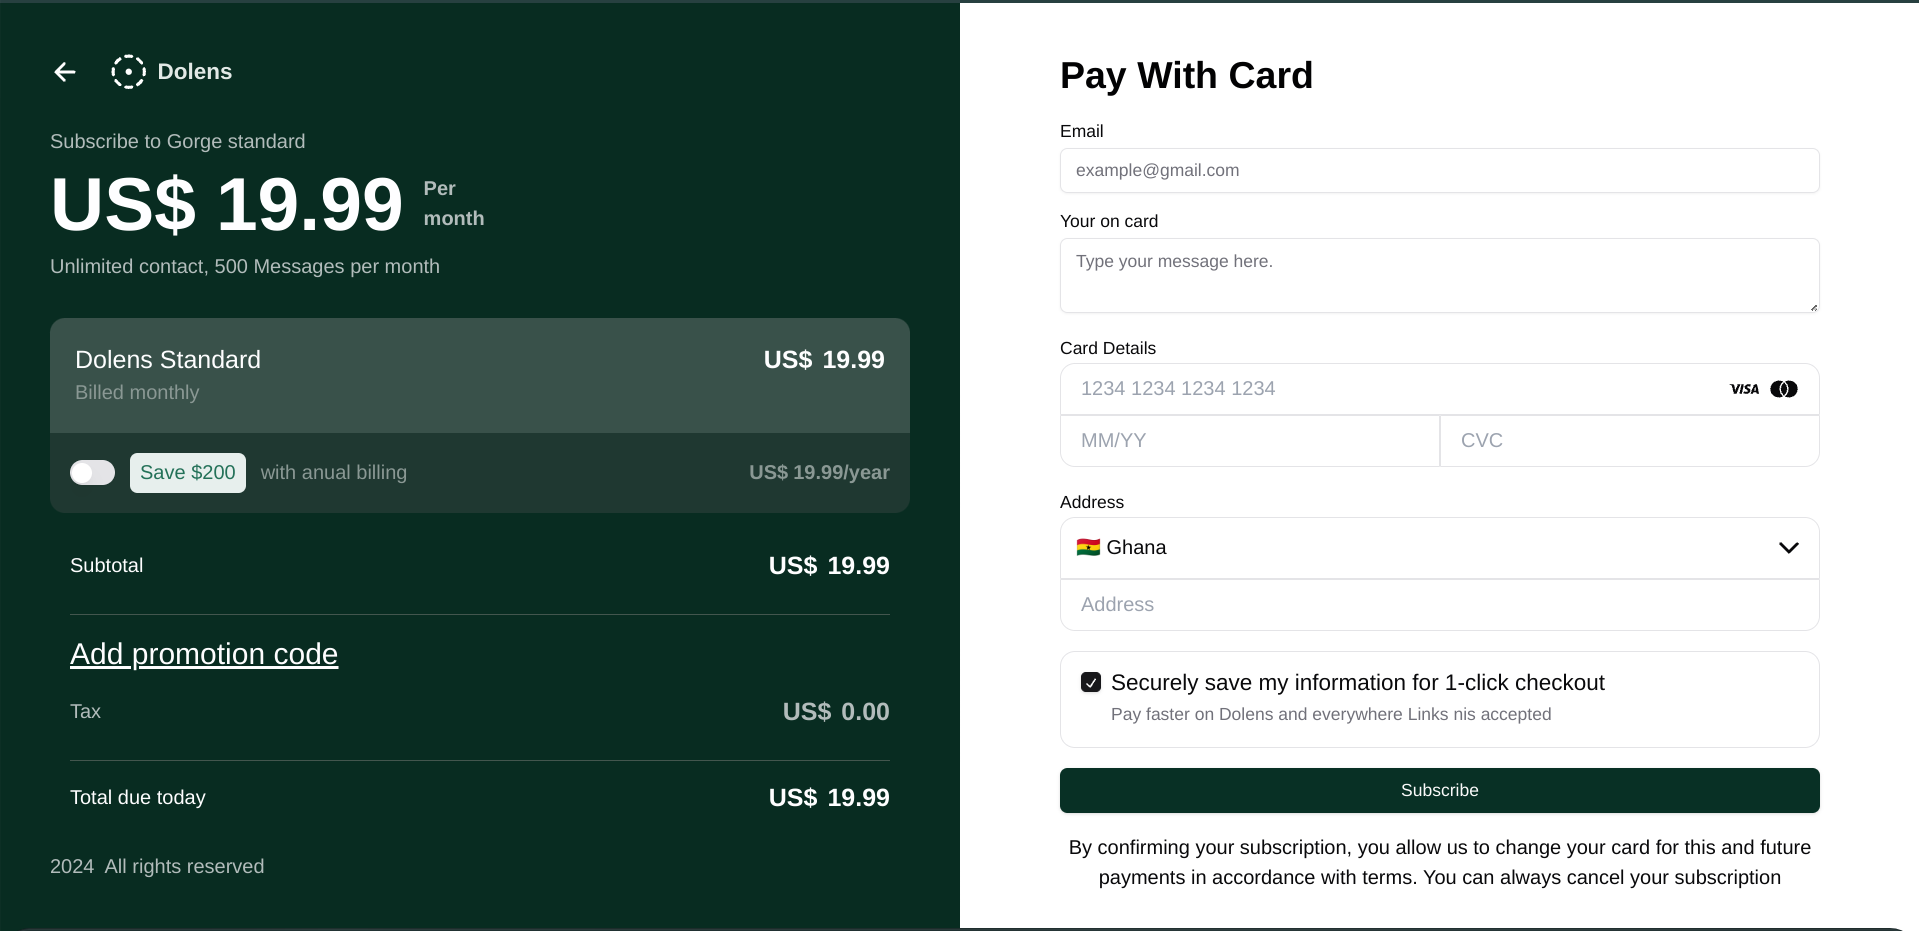 Dolens
Subscribe to Gorge standard
US$ 19.99 Per month
Unlimited contact, 500 Messages per month
Dolens Standard US$ 19.99
Billed monthly
Save $200 with anual billing US$ 19.99/year
Subtotal US$ 19.99
Add promotion code
Tax US$ 0.00
Total due today US$ 19.99
2024 All rights reserved
Pay With Card
Email
example@gmail.com
Your on card
Type your message here.
Card Details
1234 1234 1234 1234 VISA
MM/YY CVC
Address
Ghana
Address
Securely save my information for 1-click checkout
Pay faster on Dolens and everywhere Links nis accepted
Subscribe
By confirming your subscription, you allow us to change your card for this and future
payments in accordance with terms. You can always cancel your subscription